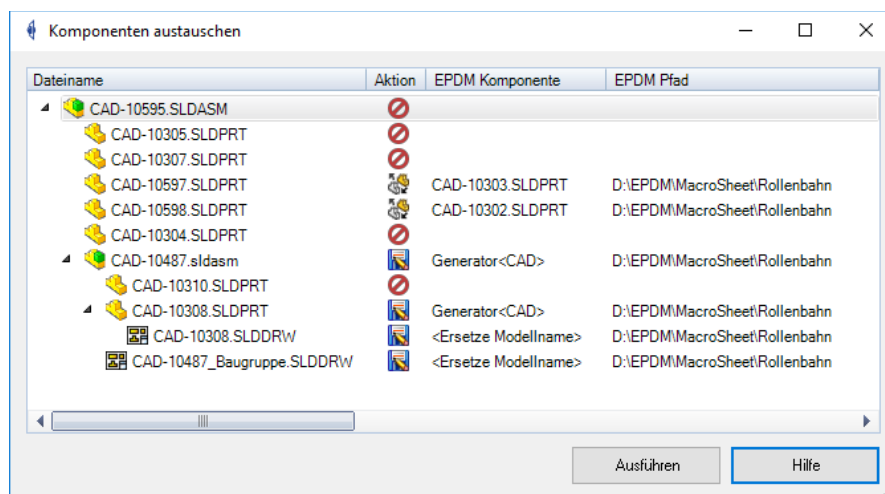 Komponenten austauschen
Dateiname Aktion EPDM Komponente EPDM Pfad
CAD-10595.SLDASM
CAD-10305.SLDPRT
CAD-10307.SLDPRT
CAD-10597.SLDPRT CAD-10303.SLDPRT D:\EPDM\MacroSheet\Rollenbahn
CAD-10598.SLDPRT CAD-10302.SLDPRT D:\EPDM\MacroSheet\Rollenbahn
CAD-10304.SLDPRT
CAD-10487.sldasm Generator<CAD> D:\EPDM\MacroSheet\Rollenbahn
CAD-10310.SLDPRT
CAD-10308.SLDPRT Generator<CAD> D:\EPDM\MacroSheet\Rollenbahn
CAD-10308.SLDDRW <Ersetze Modellname> D:\EPDM\MacroSheet\Rollenbahn
CAD-10487_Baugruppe.SLDDRW <Ersetze Modellname> D:\EPDM\MacroSheet\Rollenbahn
Ausführen Hilfe